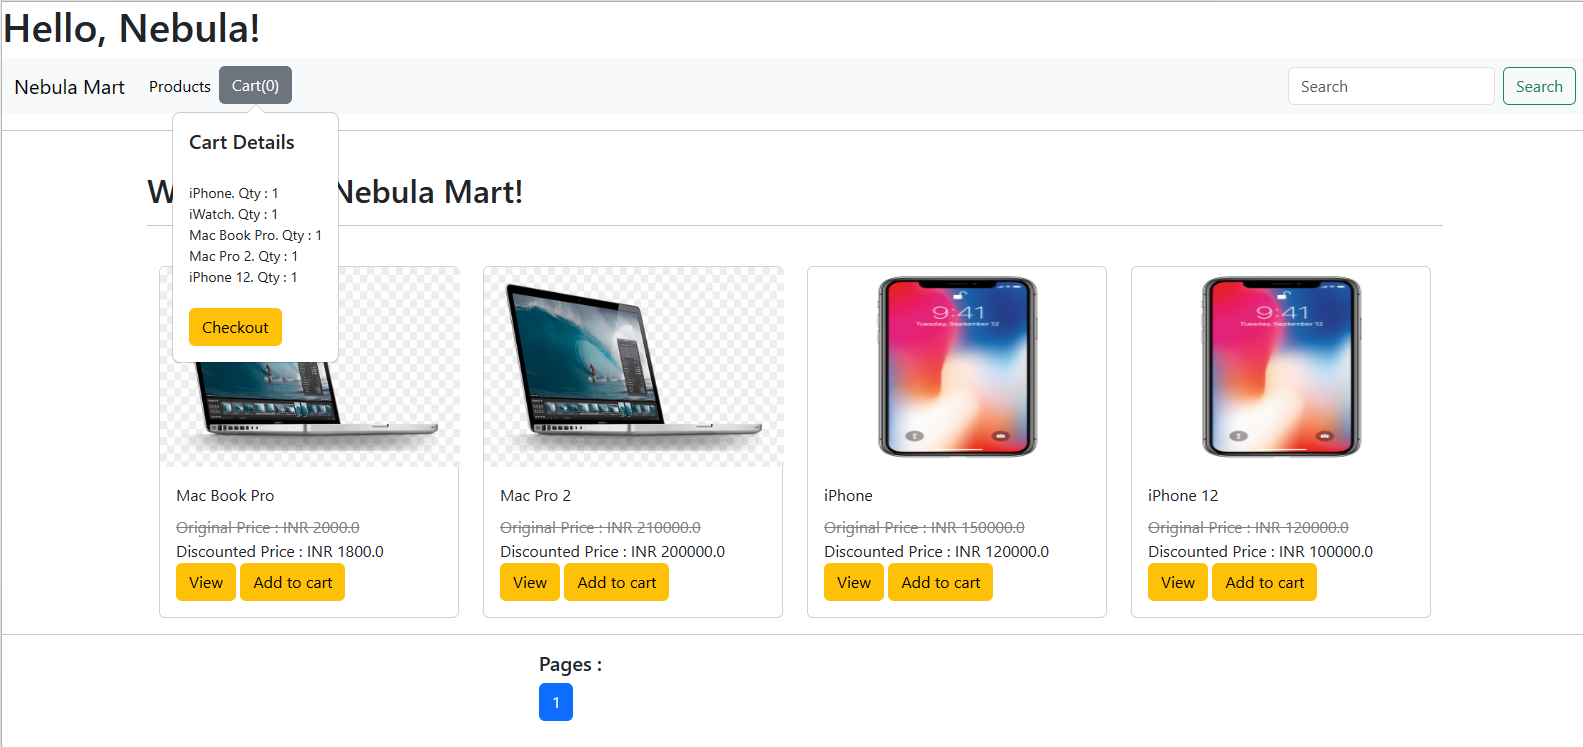 Hello, Nebula!
Nebula Mart Products Cart(0) Search Search
Cart Details
iPhone. Qty : 1
iWatch. Qty : 1
Mac Book Pro. Qty : 1
Mac Pro 2. Qty : 1
iPhone 12. Qty : 1
Checkout
Nebula Mart!
9:41
Tuesday, September 12
9:41
Tuesday, September 12
Mac Book Pro
Original Price : INR 2000.0
Discounted Price : INR 1800.0
View Add to cart
Mac Pro 2
Original Price : INR 210000.0
Discounted Price : INR 200000.0
View Add to cart
iPhone
Original Price : INR 150000.0
Discounted Price : INR 120000.0
View Add to cart
iPhone 12
Original Price : INR 120000.0
Discounted Price : INR 100000.0
View Add to cart
Pages :
1